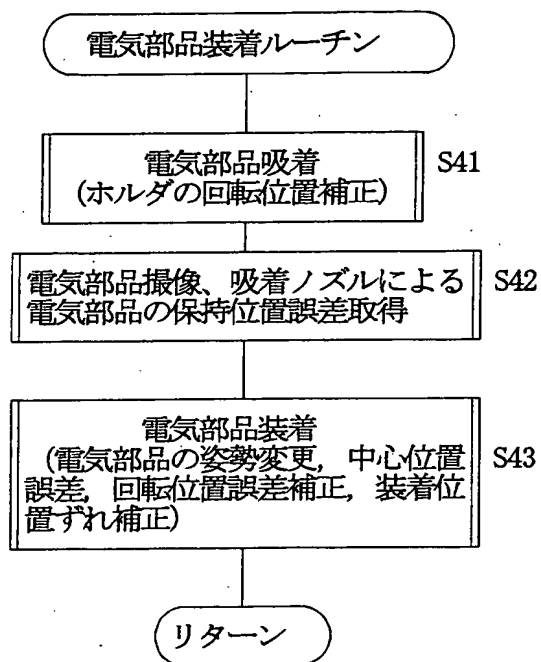 電気部品装着ルーチン
電気部品吸着
(ホルダの回転位置補正)
S41
電気部品撮像、吸着ノズルによる
電気部品の保持位置誤差取得
S42
電気部品装着
(電気部品の姿勢変更, 中心位置
誤差, 回転位置誤差補正, 装着位
置ずれ補正)
S43
リターン